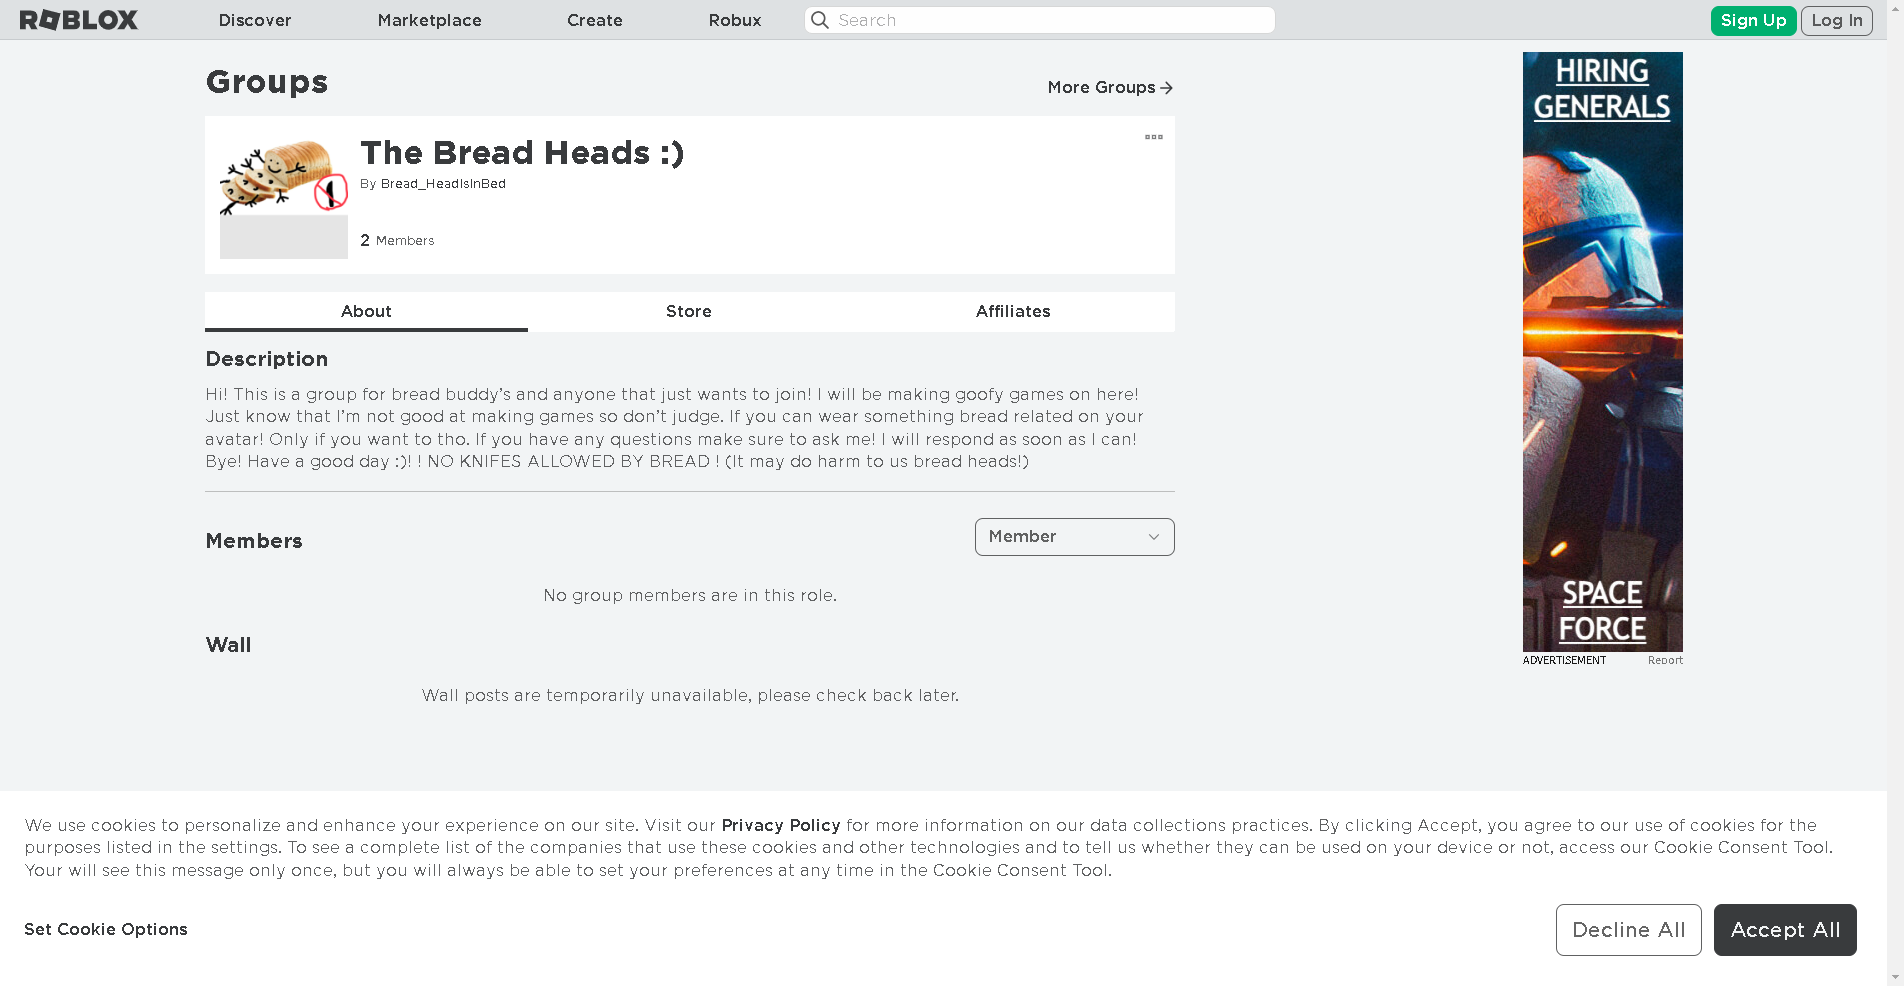 ROBLOX Discover Marketplace Create Robux Search Sign Up Log In
Groups
More Groups
The Bread Heads :)
By Bread_HeadIsInBed
2 Members
About Store Affiliates
Description
Hi! This is a group for bread buddy’s and anyone that just wants to join! I will be making goofy games on here!
Just know that I’m not good at making games so don’t judge. If you can wear something bread related on your
avatar! Only if you want to tho. If you have any questions make sure to ask me! I will respond as soon as I can!
Bye! Have a good day :)! ! NO KNIFES ALLOWED BY BREAD ! (It may do harm to us bread heads!)
Members
Member
No group members are in this role.
Wall
Wall posts are temporarily unavailable, please check back later.
HIRING
GENERALS
SPACE
FORCE
ADVERTISEMENT Report
We use cookies to personalize and enhance your experience on our site. Visit our Privacy Policy for more information on our data collections practices. By clicking Accept, you agree to our use of cookies for the
purposes listed in the settings. To see a complete list of the companies that use these cookies and other technologies and to tell us whether they can be used on your device or not, access our Cookie Consent Tool.
Your will see this message only once, but you will always be able to set your preferences at any time in the Cookie Consent Tool.
Set Cookie Options
Decline All Accept All